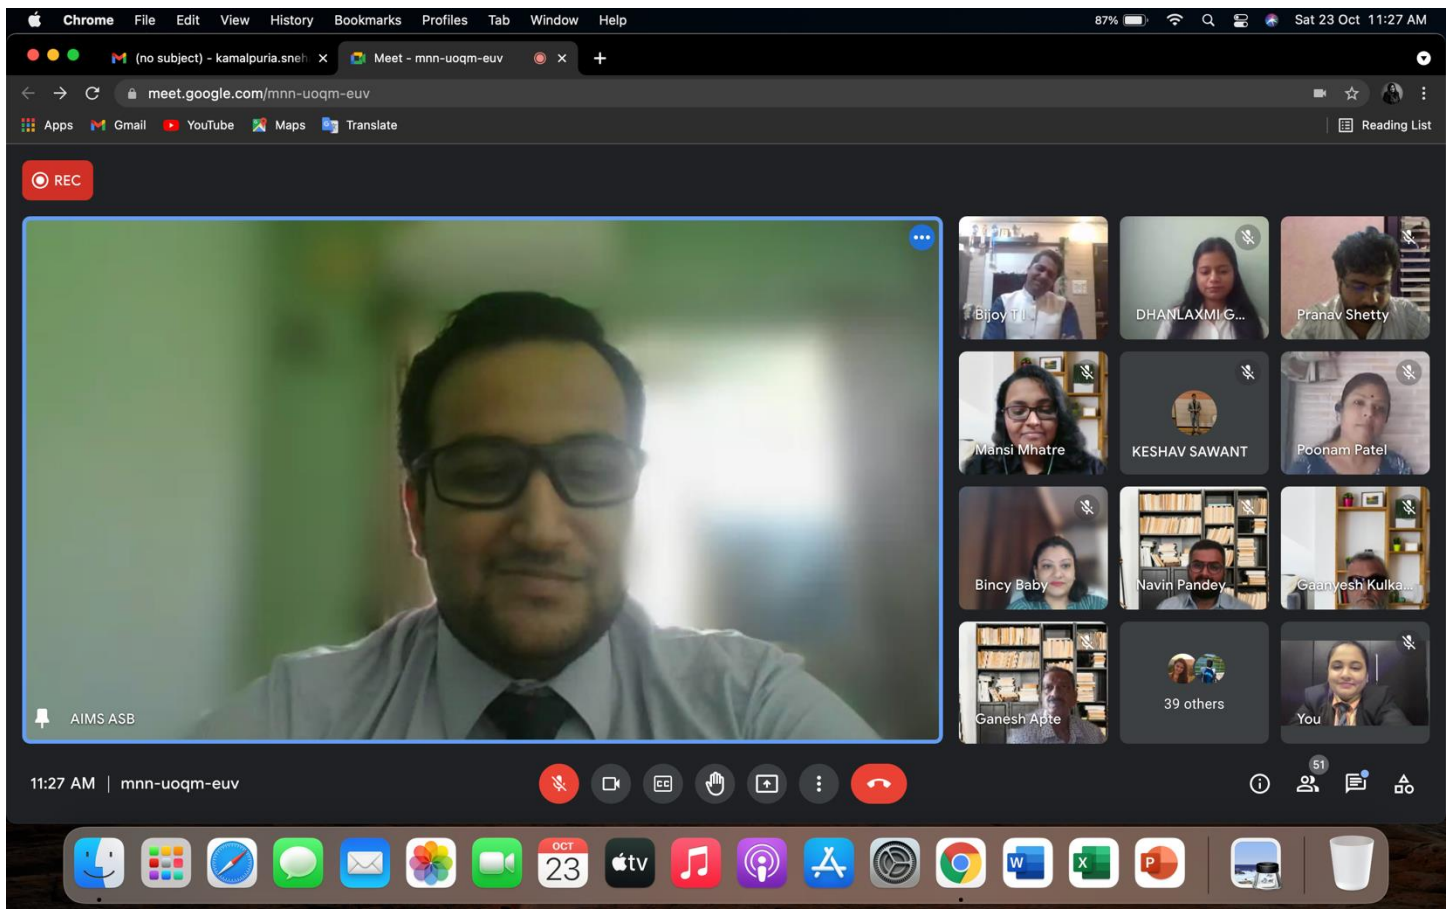 Chrome File Edit View History Bookmarks Profiles Tab Window Help 87% Sat 23 Oct 11:27 AM
(no subject) - kamalpuria.sneh Meet - mnn-uoqm-euv
meet.google.com/mnn-uoqm-euv
Apps Gmail YouTube Maps Translate Reading List
REC
Bijoy T I
DHANLAXMI G...
Pranav Shetty
Mansi Mhatre
KESHAV SAWANT
Poonam Patel
Bincy Baby
Navin Pandey
Gaanyesh Kulka...
AIMS ASB
Ganesh Apte
39 others
You
11:27 AM | mnn-uoqm-euv
CC
51
OCT
23
tv
W
X
P